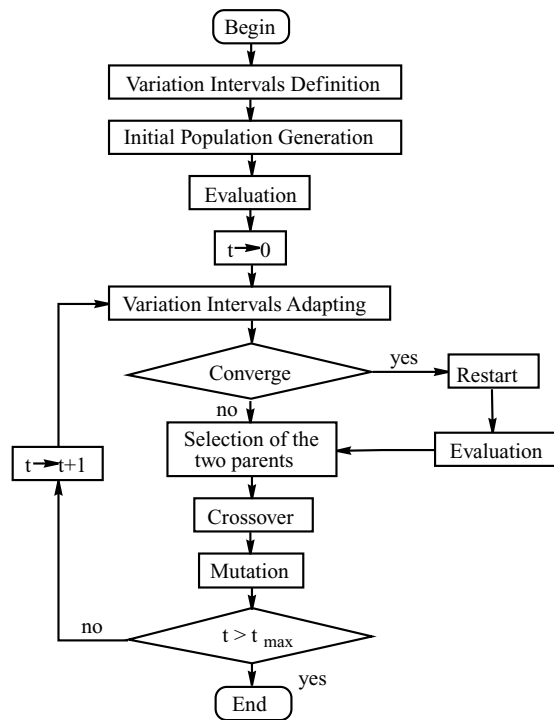 Begin
Variation Intervals Definition
Initial Population Generation
Evaluation
t→0
Variation Intervals Adapting
Converge
yes
Restart
no
Selection of the
two parents
Evaluation
t→t+1
Crossover
Mutation
t > t max
no
yes
End